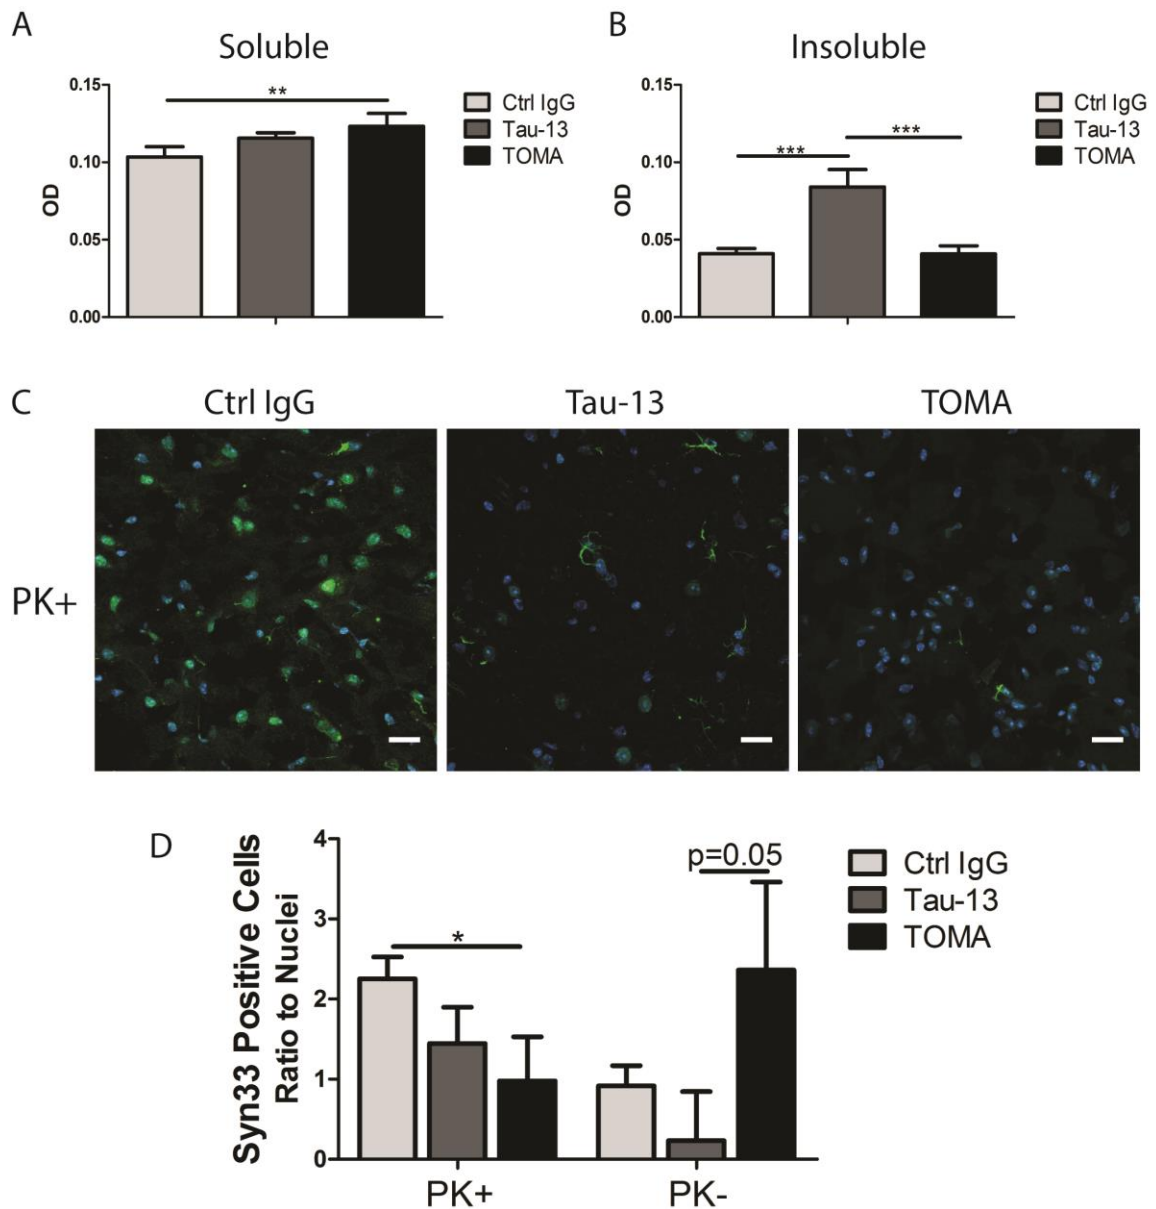 A
Soluble
0.15
0.10
0.05
0.00
OD
**
Ctrl IgG
Tau-13
TOMA
B
Insoluble
0.15
0.10
0.05
0.00
OD
***
***
Ctrl IgG
Tau-13
TOMA
C
Ctrl IgG
Tau-13
TOMA
PK+
D
Syn33 Positive Cells
Ratio to Nuclei
4
3
2
1
0
*
p=0.05
Ctrl IgG
Tau-13
TOMA
PK+
PK-